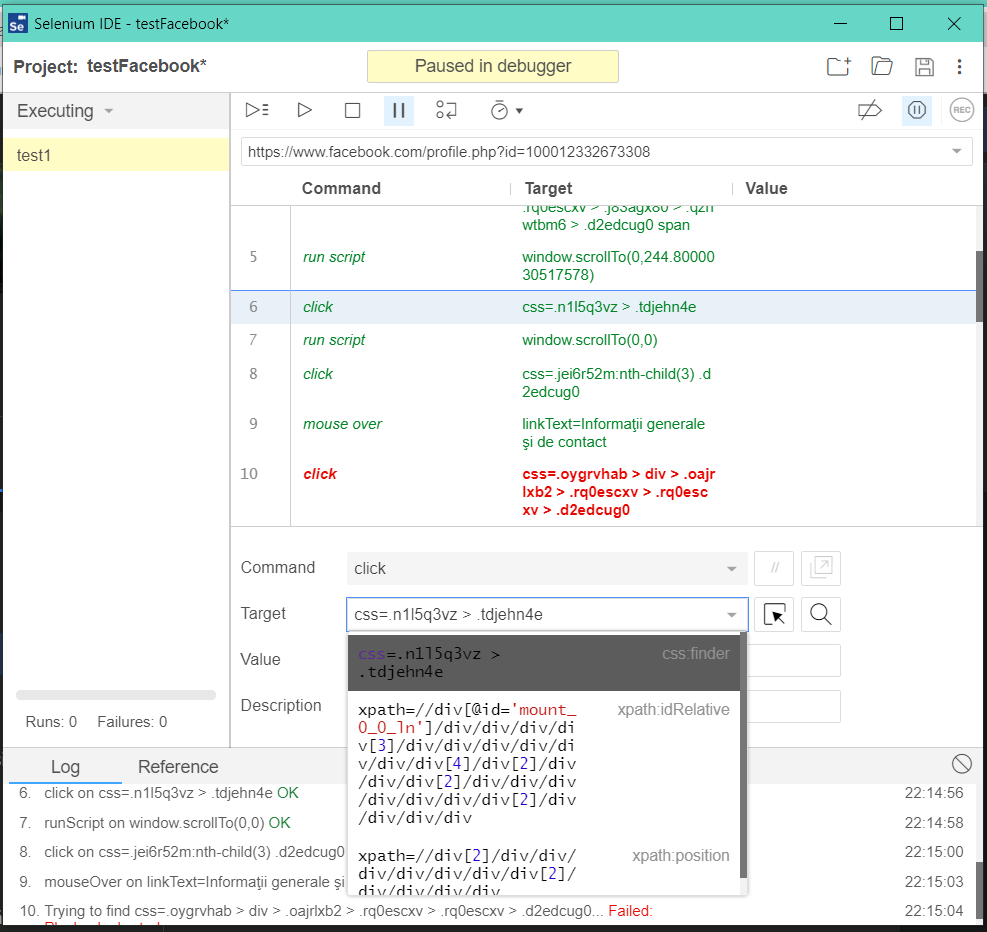 Selenium IDE - testFacebook*
Project: testFacebook*
Paused in debugger
Executing
REC
test1
https://www.facebook.com/profile.php?id=100012332673308
Command Target Value
.rq0escxv > .j83agx80 > .qzh
wtbm6 > .d2edcug0 span
5 run script window.scrollTo(0,244.80000
30517578)
6 click css=.n1l5q3vz > .tdjehn4e
7 run script window.scrollTo(0,0)
8 click css=.jei6r52m:nth-child(3) .d
2edcug0
9 mouse over linkText=Informaţii generale
şi de contact
10 click css=.oygrvhab > div > .oajr
lxb2 > .rq0escxv > .rq0esc
xv > .d2edcug0
Command click //
Target css=.n1l5q3vz > .tdjehn4e
Value
Description
css=.n1l5q3vz > css:finder
.tdjehn4e
xpath=//div[@id='mount_ xpath:idRelative
0_0_1n']/div/div/div/di
v[3]/div/div/div/div/di
v/div/div[4]/div[2]/div
/div/div[2]/div/div/div
/div/div/div/div[2]/div
/div/div/div
xpath=//div[2]/div/div/ xpath:position
div/div/div/div/div[2]/
div/div/div/div
Runs: 0 Failures: 0
Log Reference
6. click on css=.n1l5q3vz > .tdjehn4e OK 22:14:56
7. runScript on window.scrollTo(0,0) OK 22:14:58
8. click on css=.jei6r52m:nth-child(3) .d2edcug0 22:15:00
9. mouseOver on linkText=Informaţii generale şi 22:15:03
10. Trying to find css=.oygrvhab > div > .oajrlxb2 > .rq0escxv > .rq0escxv > .d2edcug0... Failed: 22:15:04